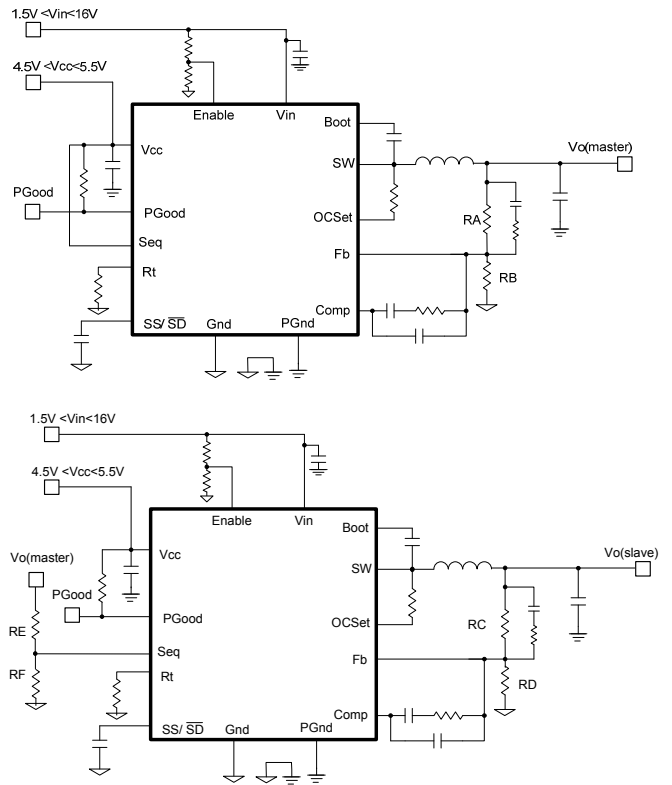 1.5V <Vin<16V
4.5V <Vcc<5.5V
Enable Vin
Boot
Vcc
Vo(master)
SW
PGood
PGood
OCSet
RA
Seq
Fb
Rt
RB
Comp
SS/ SD Gnd PGnd
1.5V <Vin<16V
4.5V <Vcc<5.5V
Enable Vin
Boot
Vo(master)
Vcc
Vo(slave)
SW
PGood
PGood
OCSet
RC
RE
Seq
Fb
RF
Rt
RD
Comp
SS/ SD Gnd PGnd